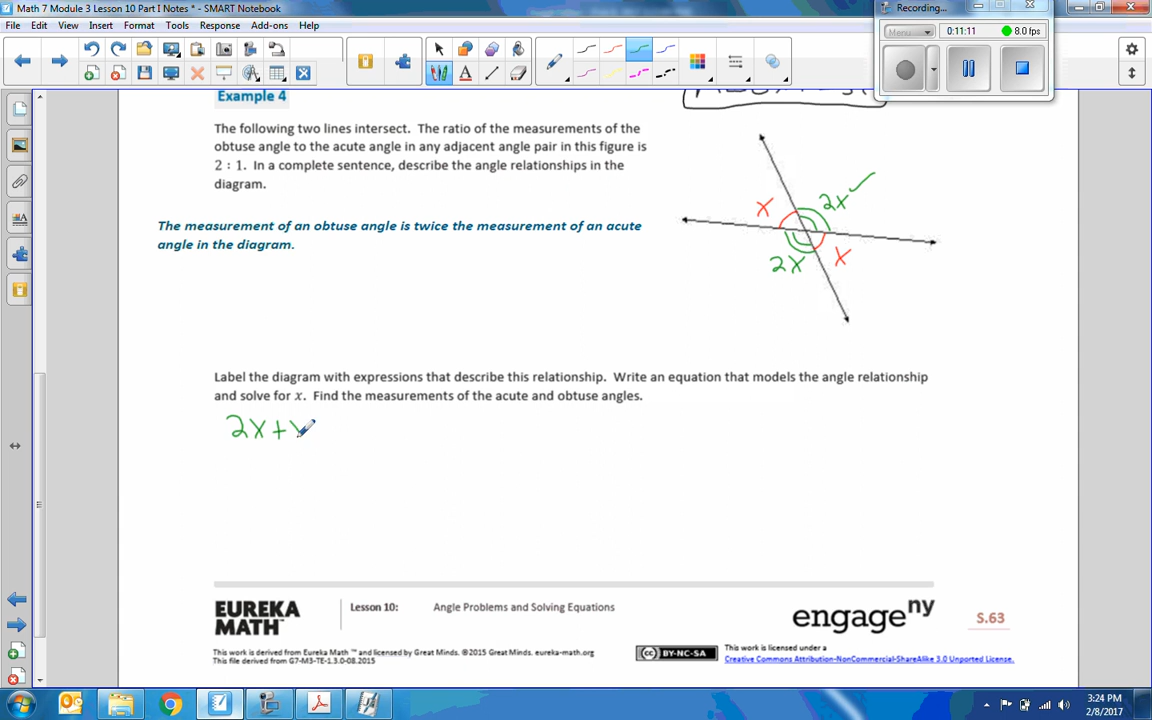 Math 7 Module 3 Lesson 10 Part I Notes * - SMART Notebook
Recording...
File Edit View Insert Format Tools Response Add-ons Help
Menu 0:11:11 8.0 fps
Example 4
The following two lines intersect. The ratio of the measurements of the
obtuse angle to the acute angle in any adjacent angle pair in this figure is
2 : 1. In a complete sentence, describe the angle relationships in the
diagram.
The measurement of an obtuse angle is twice the measurement of an acute
angle in the diagram.
x 2x
2x x
Label the diagram with expressions that describe this relationship. Write an equation that models the angle relationship
and solve for x. Find the measurements of the acute and obtuse angles.
2x+x
EUREKA
MATH™
Lesson 10: Angle Problems and Solving Equations
engageny
S.63
This work is derived from Eureka Math ™ and licensed by Great Minds. ©2015 Great Minds. eureka-math.org
This file derived from G7-M3-TE-1.3.0-08.2015
(cc) BY-NC-SA
This work is licensed under a
Creative Commons Attribution-NonCommercial-ShareAlike 3.0 Unported License.
3:24 PM
2/8/2017